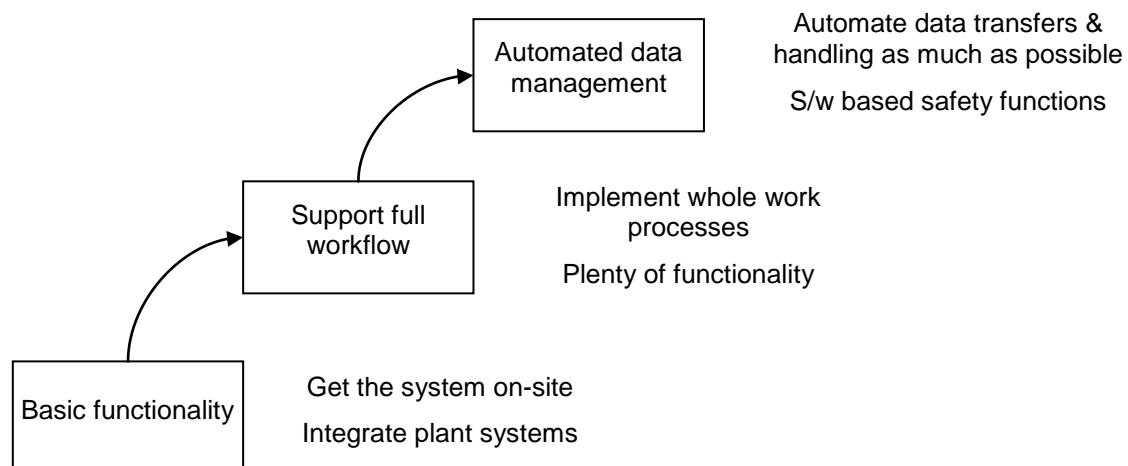 Automated data
management
Automate data transfers &
handling as much as possible
S/w based safety functions
Support full
workflow
Implement whole work
processes
Plenty of functionality
Basic functionality
Get the system on-site
Integrate plant systems